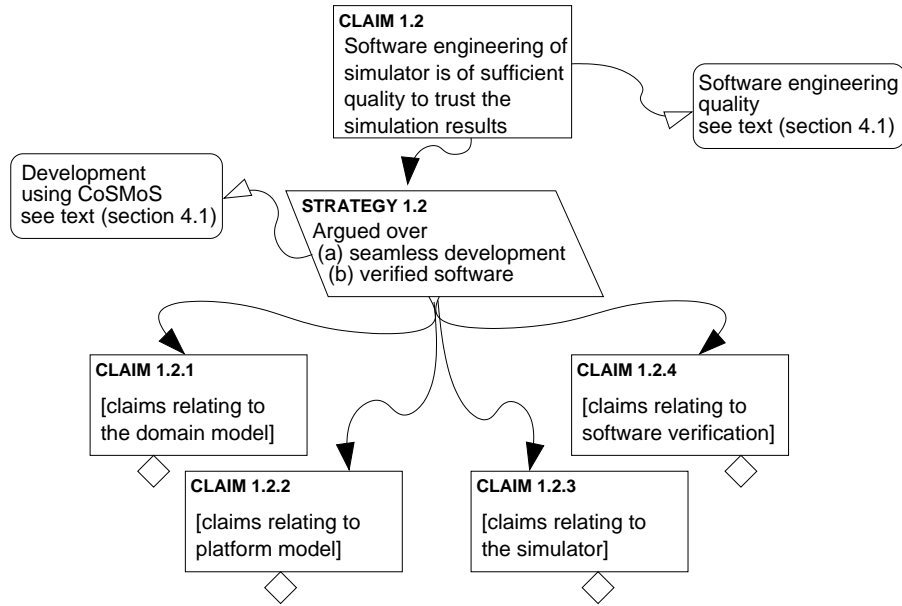 CLAIM 1.2
Software engineering of
simulator is of sufficient
quality to trust the
simulation results
Software engineering
quality
see text (section 4.1)
Development
using CoSMoS
see text (section 4.1)
STRATEGY 1.2
Argued over
(a) seamless development
(b) verified software
CLAIM 1.2.1
[claims relating to
the domain model]
CLAIM 1.2.4
[claims relating to
software verification]
CLAIM 1.2.2
[claims relating to
platform model]
CLAIM 1.2.3
[claims relating to
the simulator]